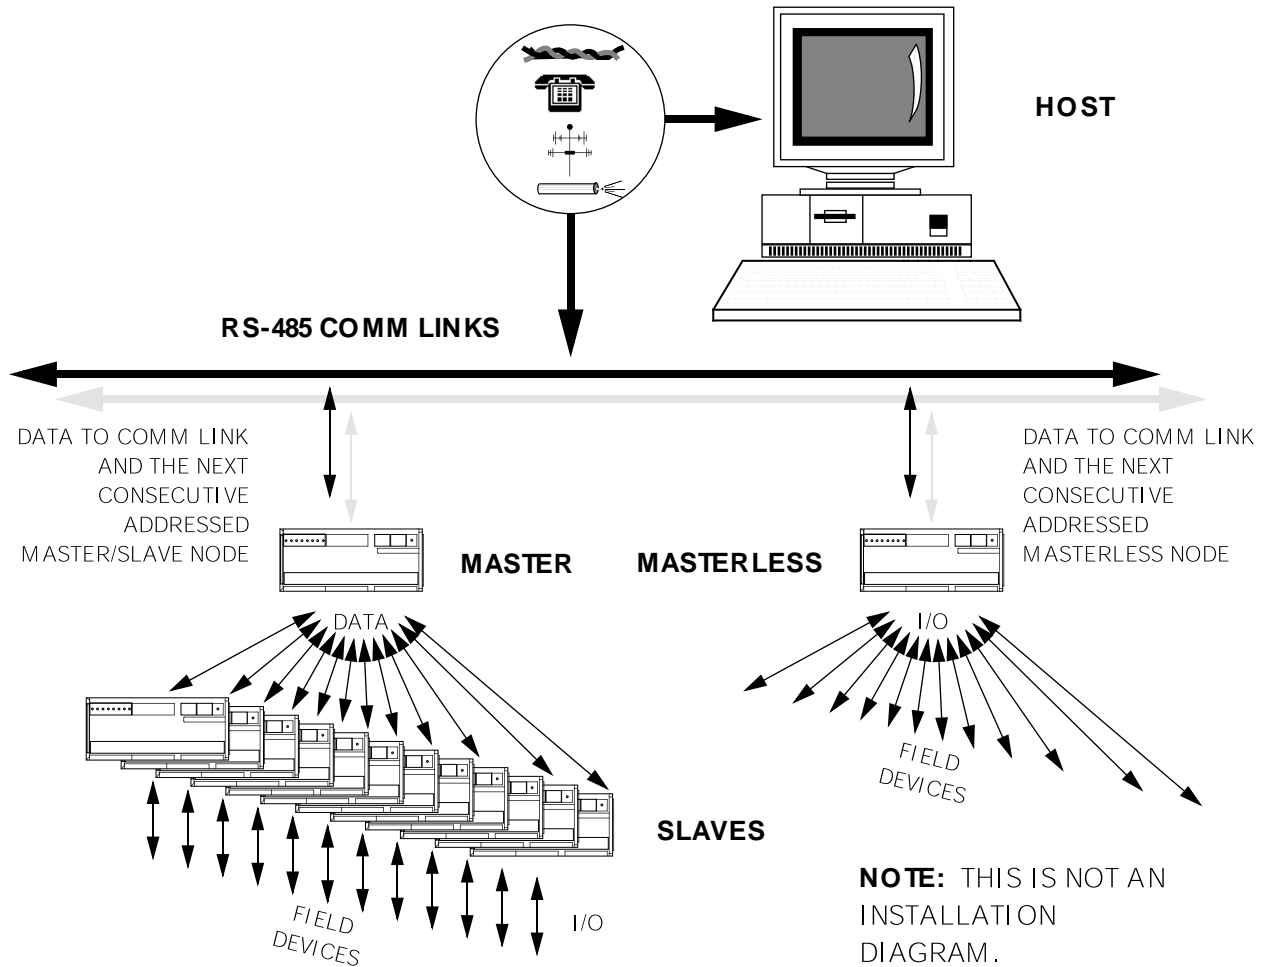 HOST
RS-485 COMM LINKS
DATA TO COMM LINK
AND THE NEXT
CONSECUTIVE
ADDRESSED
MASTER/SLAVE NODE
DATA TO COMM LINK
AND THE NEXT
CONSECUTIVE
ADDRESSED
MASTERLESS NODE
MASTER
MASTERLESS
DATA
I/O
FIELD
DEVICES
SLAVES
FIELD
DEVICES
I/O
NOTE: THIS IS NOT AN
INSTALLATION
DIAGRAM.